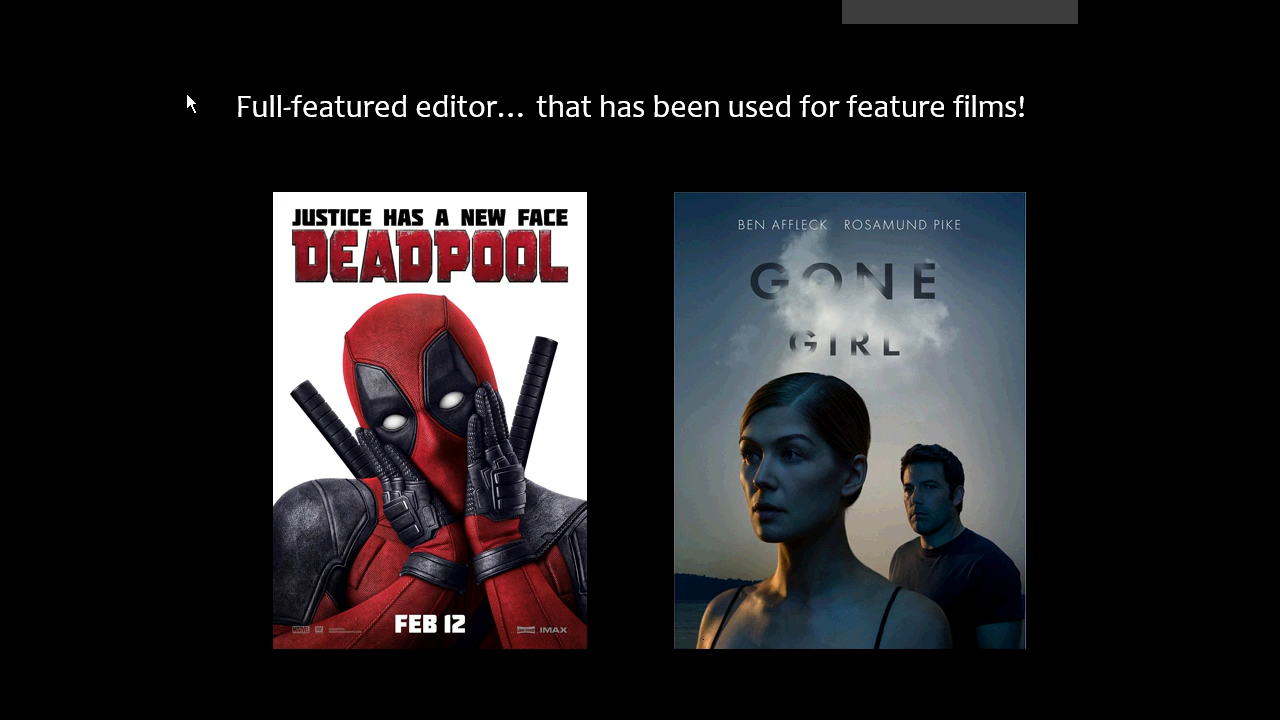 Full-featured editor... that has been used for feature films!
JUSTICE HAS A NEW FACE
DEADPOOL
FEB 12
MARVEL
IMAX
BEN AFFLECK ROSAMUND PIKE
GONE
GIRL